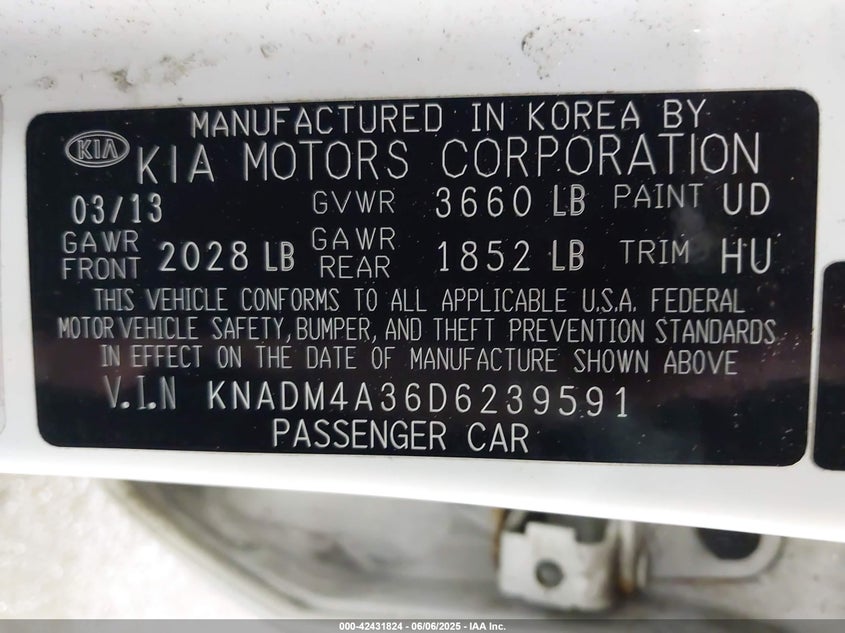 MANUFACTURED IN KOREA BY
KIA KIA MOTORS CORPORATION
03/13 GVWR 3660 LB PAINT UD
GAWR FRONT 2028 LB GAWR REAR 1852 LB TRIM HU
THIS VEHICLE CONFORMS TO ALL APPLICABLE U.S.A. FEDERAL
MOTOR VEHICLE SAFETY, BUMPER, AND THEFT PREVENTION STANDARDS
IN EFFECT ON THE DATE OF MANUFACTURE SHOWN ABOVE
V.I.N KNADM4A36D6239591
PASSENGER CAR
000-42431824 | 06/06/2025 - IAA Inc.